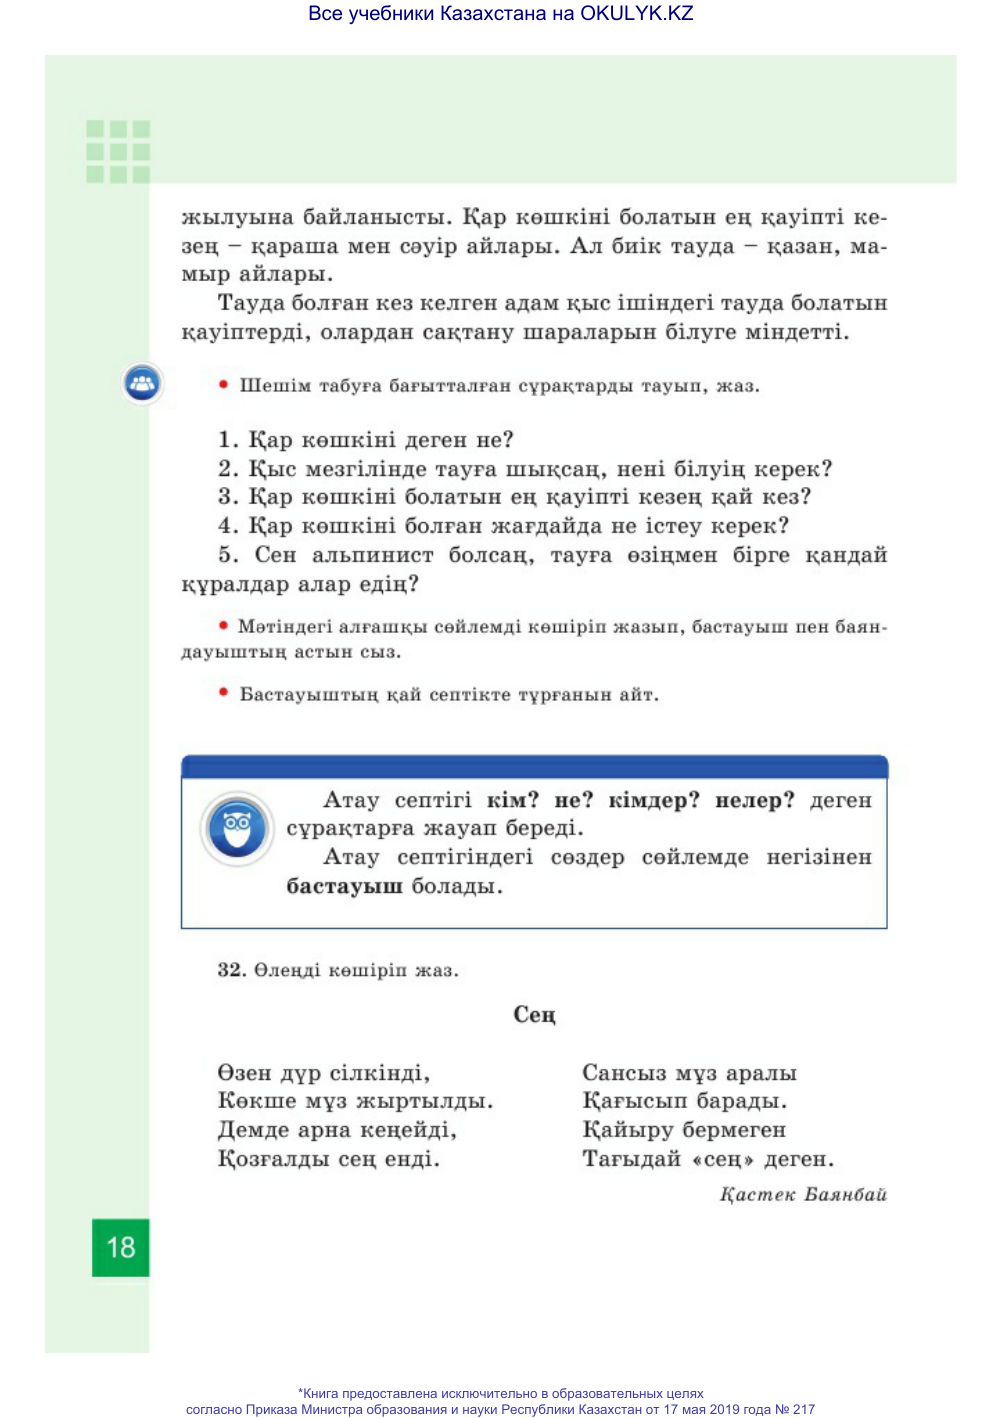 Все учебники Казахстана на OKULYK.KZ
жылуына байланысты. Қар көшкіні болатын ең қауіпті ке-
зең – қараша мен сәуір айлары. Ал биік тауда – қазан, ма-
мыр айлары.
Тауда болған кез келген адам қыс ішіндегі тауда болатын
қауіптерді, олардан сақтану шараларын білуге міндетті.
• Шешім табуға бағытталған сұрақтарды тауып, жаз.
1. Қар көшкіні деген не?
2. Қыс мезгілінде тауға шықсаң, нені білуің керек?
3. Қар көшкіні болатын ең қауіпті кезең қай кез?
4. Қар көшкіні болған жағдайда не істеу керек?
5. Сен альпинист болсаң, тауға өзіңмен бірге қандай
құралдар алар едің?
• Мәтіндегі алғашқы сөйлемді көшіріп жазып, бастауыш пен баян-
дауыштың астын сыз.
• Бастауыштың қай септікте тұрғанын айт.
Атау септігі кім? не? кімдер? нелер? деген
сұрақтарға жауап береді.
Атау септігіндегі сөздер сөйлемде негізінен
бастауыш болады.
32. Өлеңді көшіріп жаз.
Сең
Өзен дүр сілкінді,
Көкше мұз жыртылды.
Демде арна кеңейді,
Қозғалды сең енді.
Сансыз мұз аралы
Қағысып барады.
Қайыру бермеген
Тағыдай «сең» деген.
Қастек Баянбай
18
*Книга предоставлена исключительно в образовательных целях
согласно Приказа Министра образования и науки Республики Казахстан от 17 мая 2019 года № 217